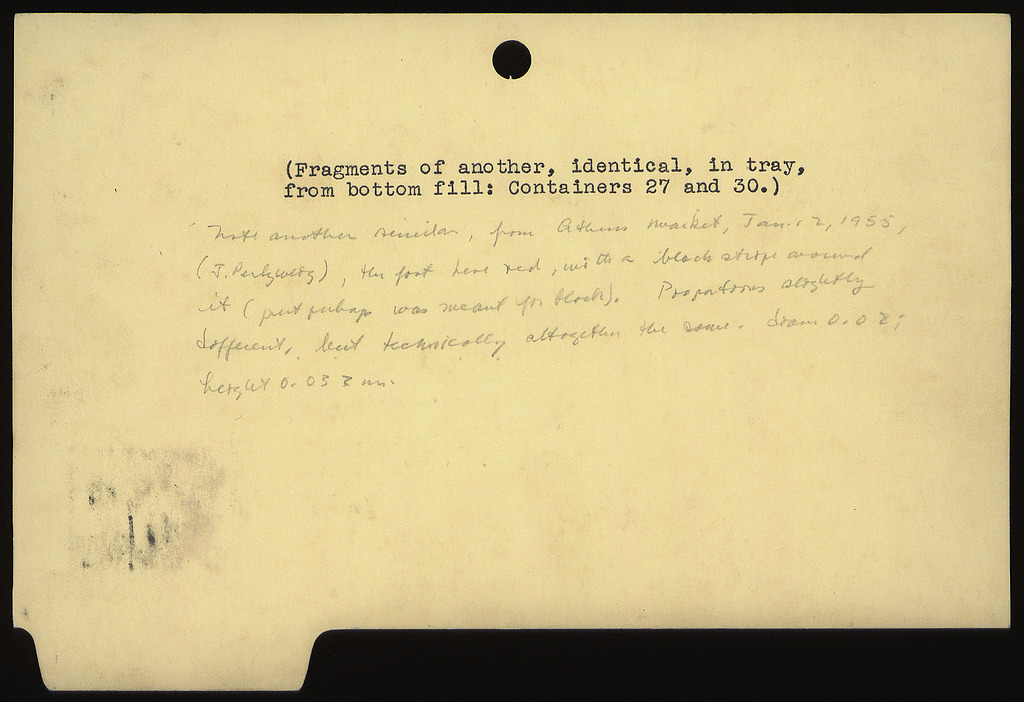 (Fragments of another, identical, in tray,
from bottom fill: Containers 27 and 30.)
Note another similar, from Athens market, Jan. 12, 1955,
(J. Perlzweig), the foot here red, with a black stripe around
it (but perhaps was meant for black). Proportions slightly
different, but technically altogether the same. diam 0.0
height 0.03 m.